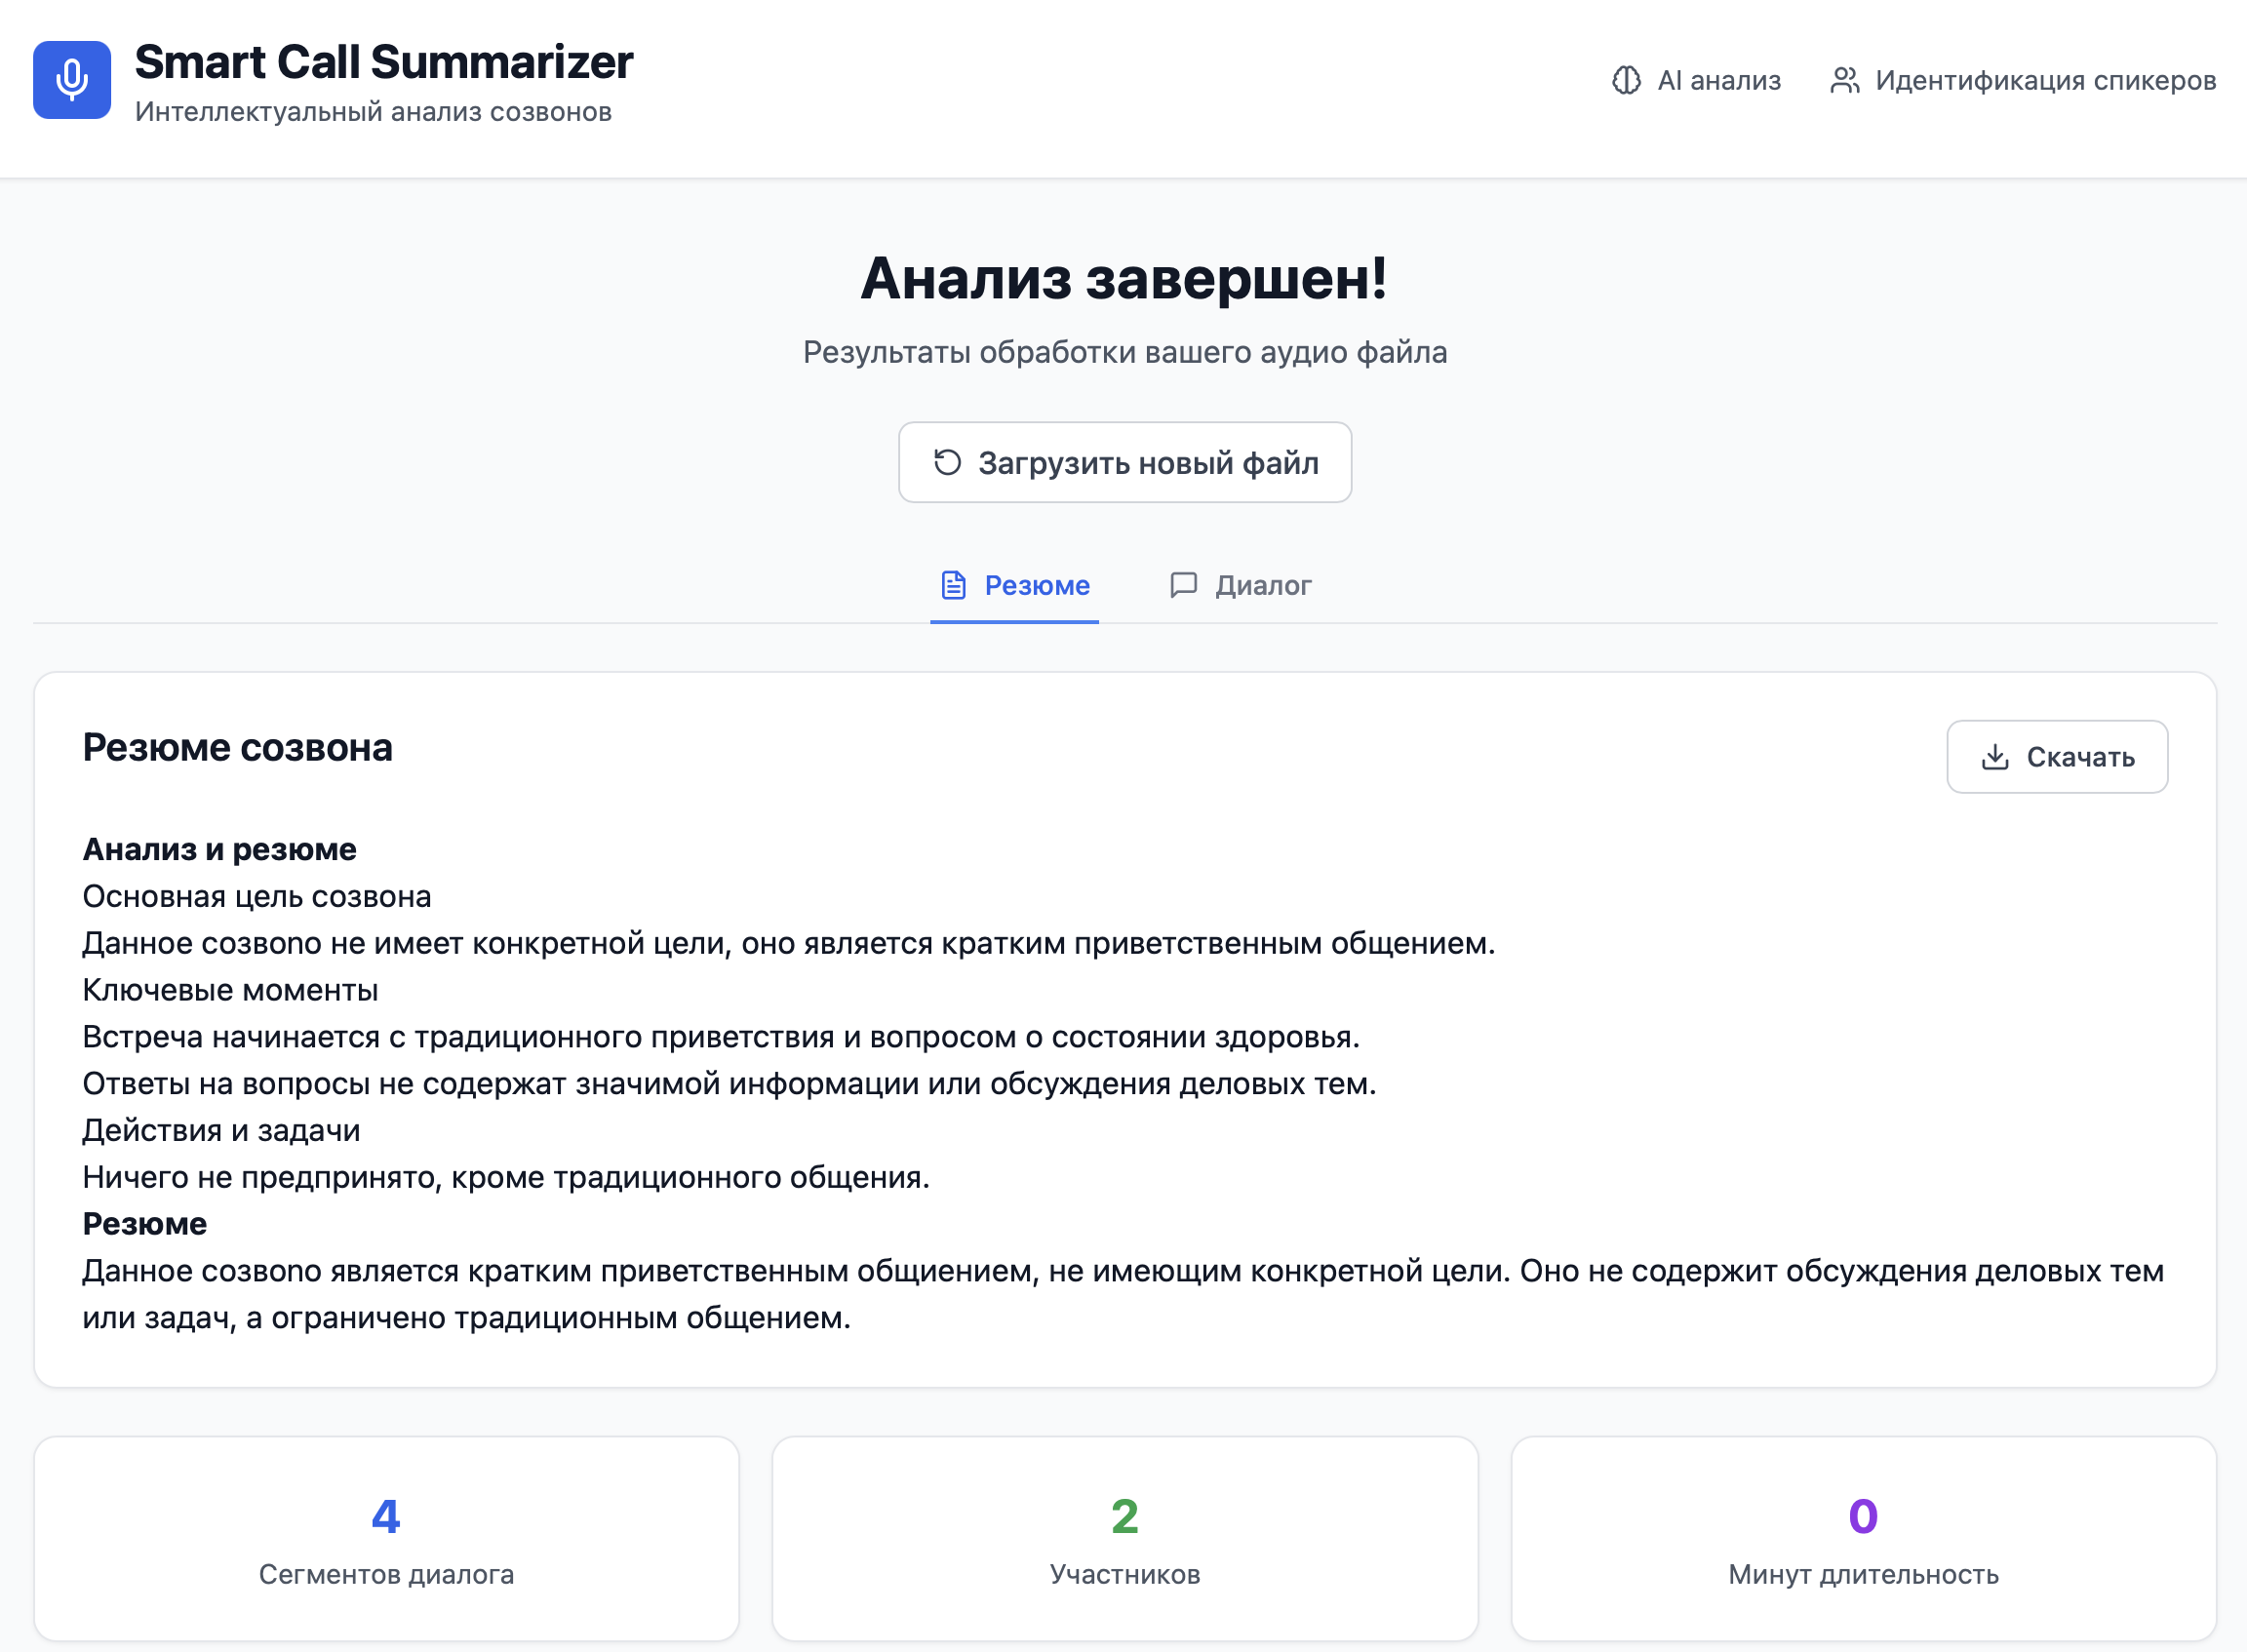 Smart Call Summarizer
Интеллектуальный анализ созвонов
AI анализ
Идентификация спикеров
Анализ завершен!
Результаты обработки вашего аудио файла
Загрузить новый файл
Резюме
Диалог
Резюме созвона
Скачать
Анализ и резюме
Основная цель созвона
Данное созвоno не имеет конкретной цели, оно является кратким приветственным общением.
Ключевые моменты
Встреча начинается с традиционного приветствия и вопросом о состоянии здоровья.
Ответы на вопросы не содержат значимой информации или обсуждения деловых тем.
Действия и задачи
Ничего не предпринято, кроме традиционного общения.
Резюме
Данное созвоno является кратким приветственным общиением, не имеющим конкретной цели. Оно не содержит обсуждения деловых тем
или задач, а ограничено традиционным общением.
4
Сегментов диалога
2
Участников
0
Минут длительность